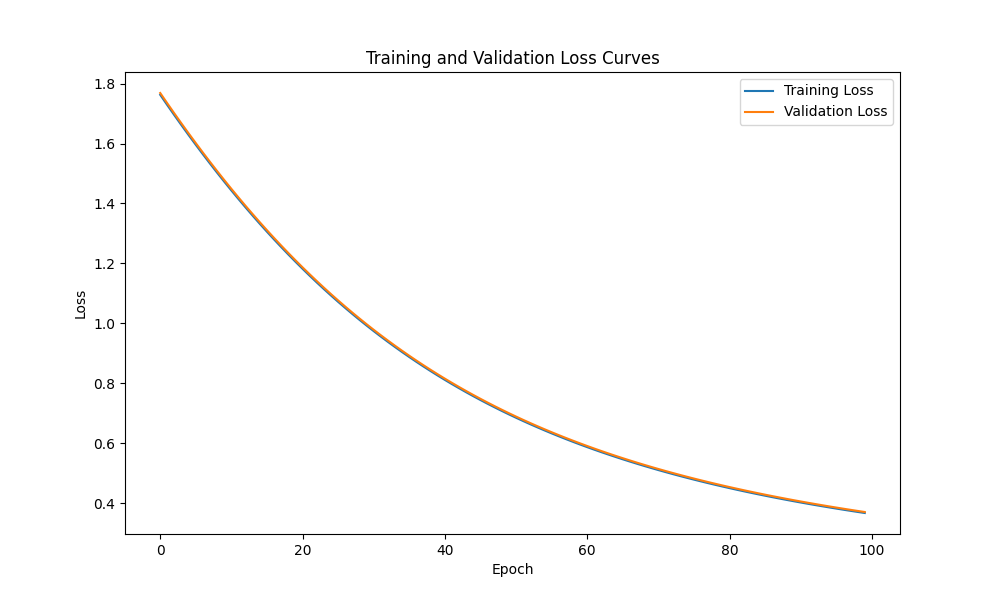 Training and Validation Loss Curves
Training Loss
Validation Loss
1.8
1.6
1.4
1.2
1.0
0.8
0.6
0.4
Loss
0 20 40 60 80 100
Epoch